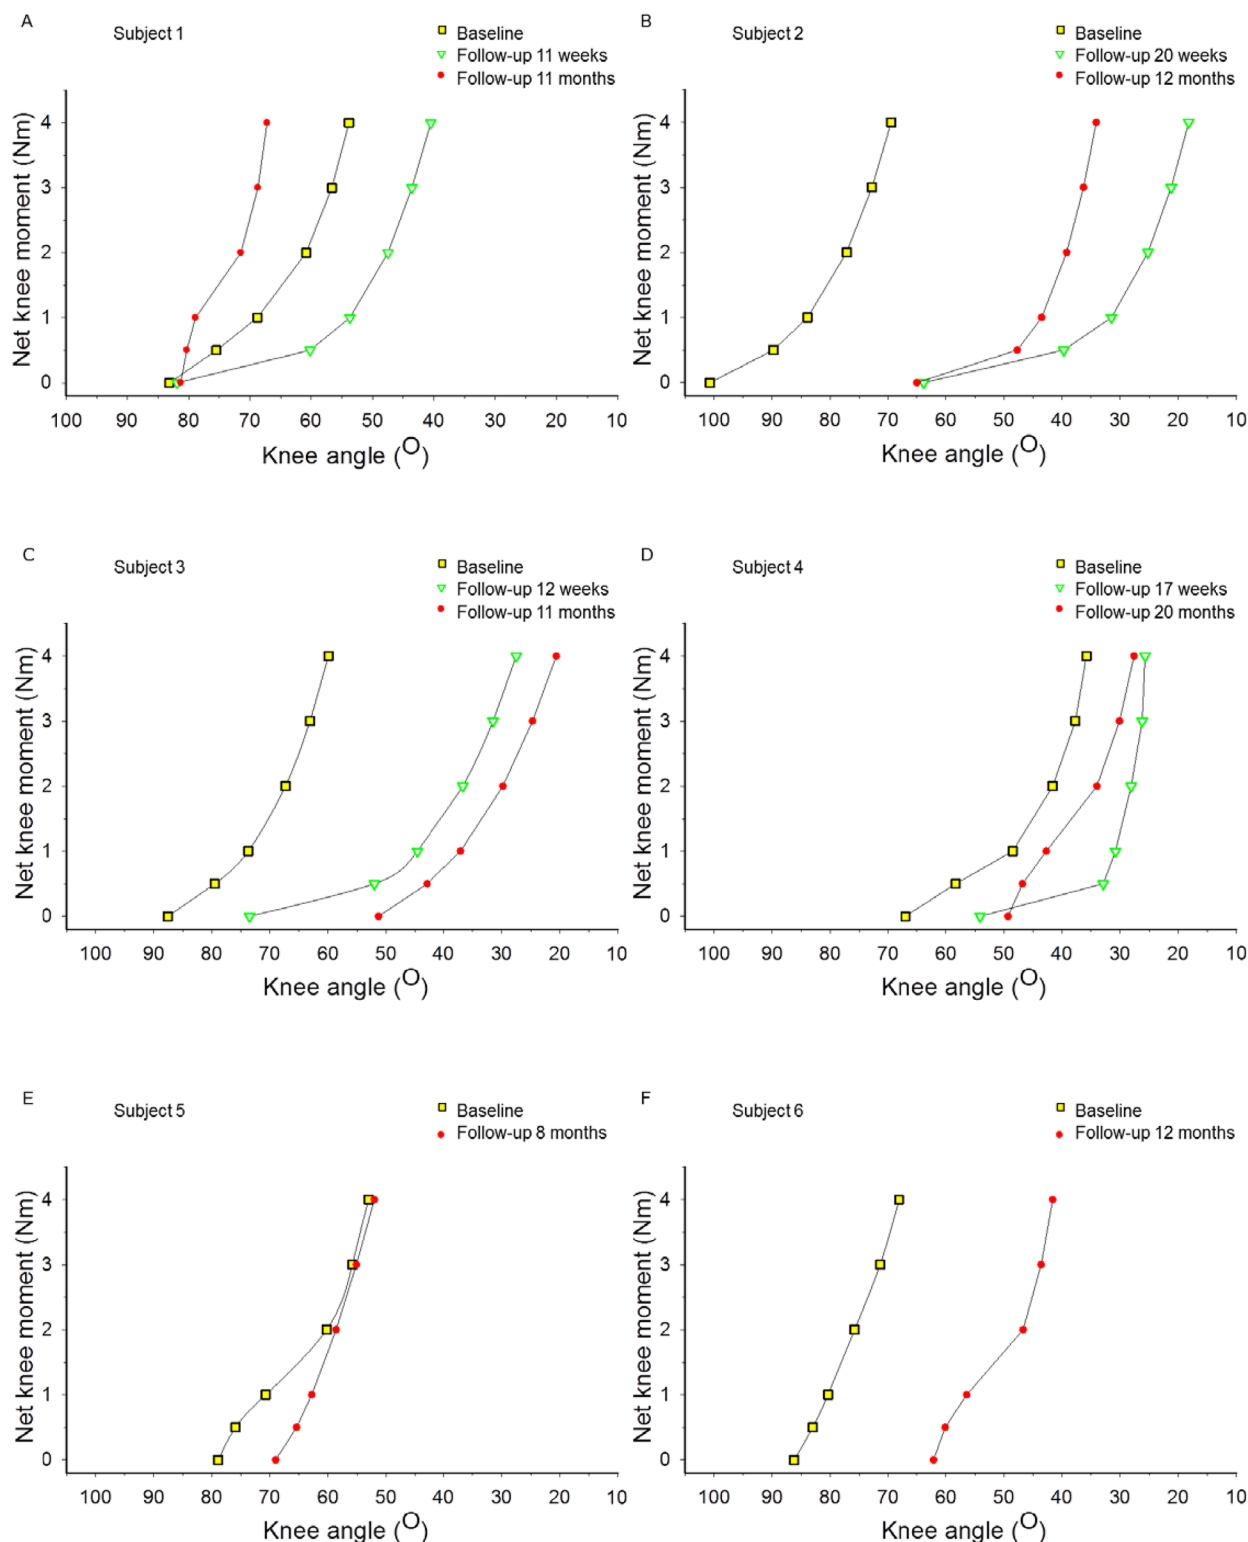 A
Subject 1
Baseline
Follow-up 11 weeks
Follow-up 11 months
Net knee moment (Nm)
4
3
2
1
0
100 90 80 70 60 50 40 30 20 10
Knee angle (O)
B
Subject 2
Baseline
Follow-up 20 weeks
Follow-up 12 months
Net knee moment (Nm)
4
3
2
1
0
100 90 80 70 60 50 40 30 20 10
Knee angle (O)
C
Subject 3
Baseline
Follow-up 12 weeks
Follow-up 11 months
Net knee moment (Nm)
4
3
2
1
0
100 90 80 70 60 50 40 30 20 10
Knee angle (O)
D
Subject 4
Baseline
Follow-up 17 weeks
Follow-up 20 months
Net knee moment (Nm)
4
3
2
1
0
100 90 80 70 60 50 40 30 20 10
Knee angle (O)
E
Subject 5
Baseline
Follow-up 8 months
Net knee moment (Nm)
4
3
2
1
0
100 90 80 70 60 50 40 30 20 10
Knee angle (O)
F
Subject 6
Baseline
Follow-up 12 months
Net knee moment (Nm)
4
3
2
1
0
100 90 80 70 60 50 40 30 20 10
Knee angle (O)